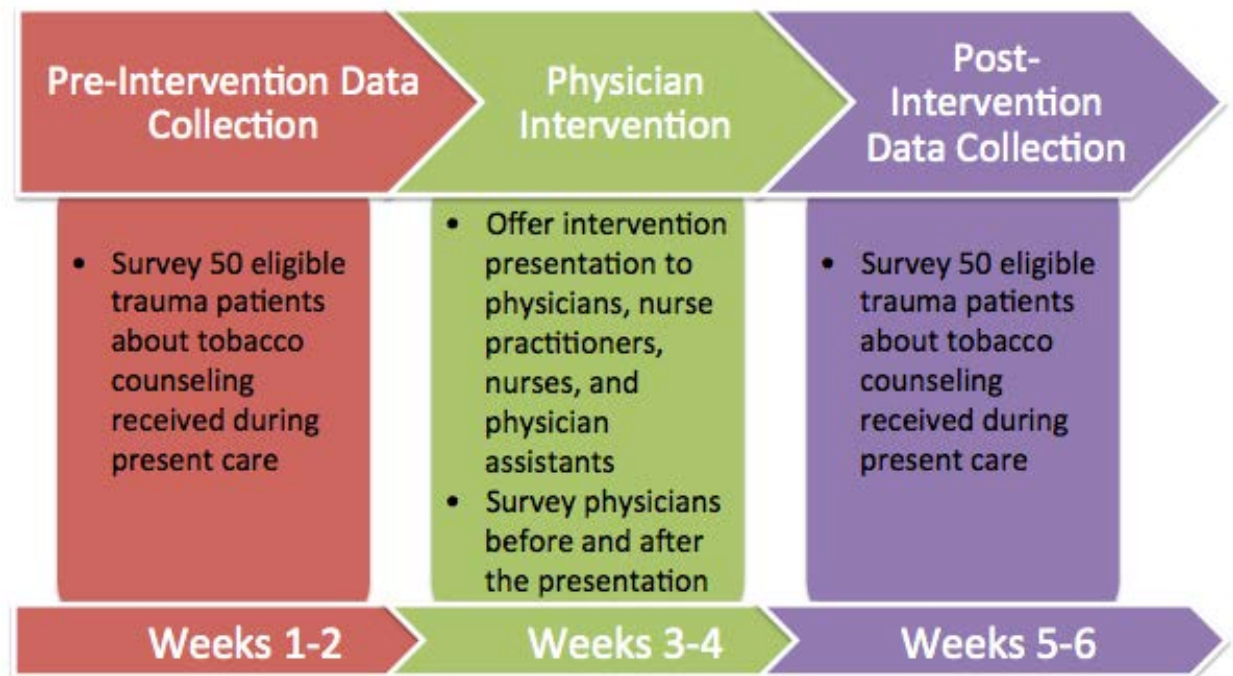 Pre-Intervention Data
Collection
Physician
Intervention
Post-
Intervention
Data Collection
• Survey 50 eligible
trauma patients
about tobacco
counseling
received during
present care
• Offer intervention
presentation to
physicians, nurse
practitioners,
nurses, and
physician
assistants
• Survey physicians
before and after
the presentation
• Survey 50 eligible
trauma patients
about tobacco
counseling
received during
present care
Weeks 1-2
Weeks 3-4
Weeks 5-6